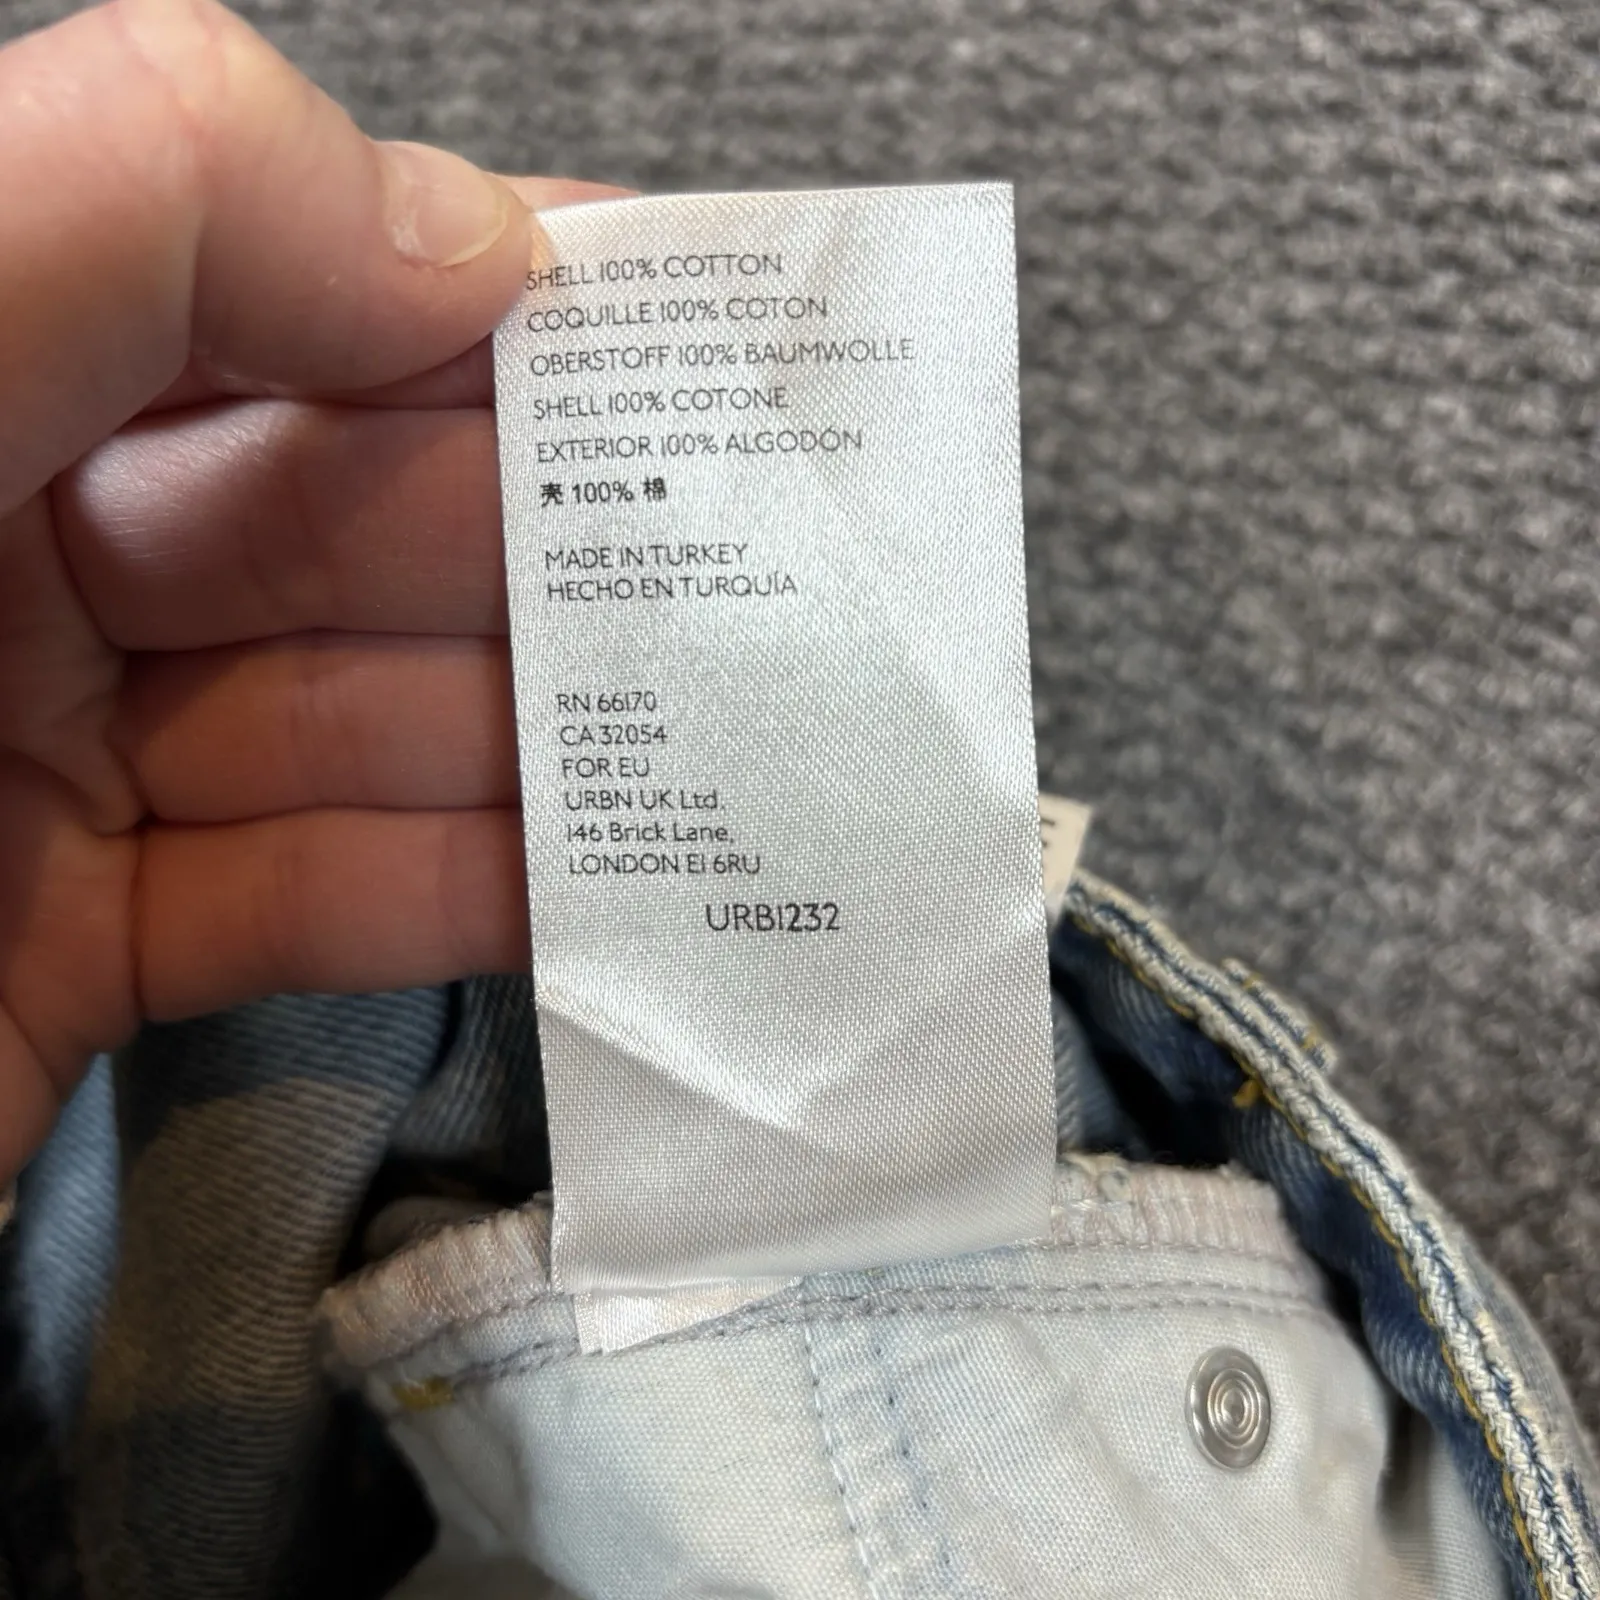 SHELL 100% COTTON
COQUILLE 100% COTON
OBERSTOFF 100% BAUMWOLLE
SHELL 100% COTONE
EXTERIOR 100% ALGODÓN
壳 100% 棉
MADE IN TURKEY
HECHO EN TURQUÍA
RN 66170
CA 32054
FOR EU
URBN UK Ltd.
146 Brick Lane,
LONDON E1 6RU
URB1232